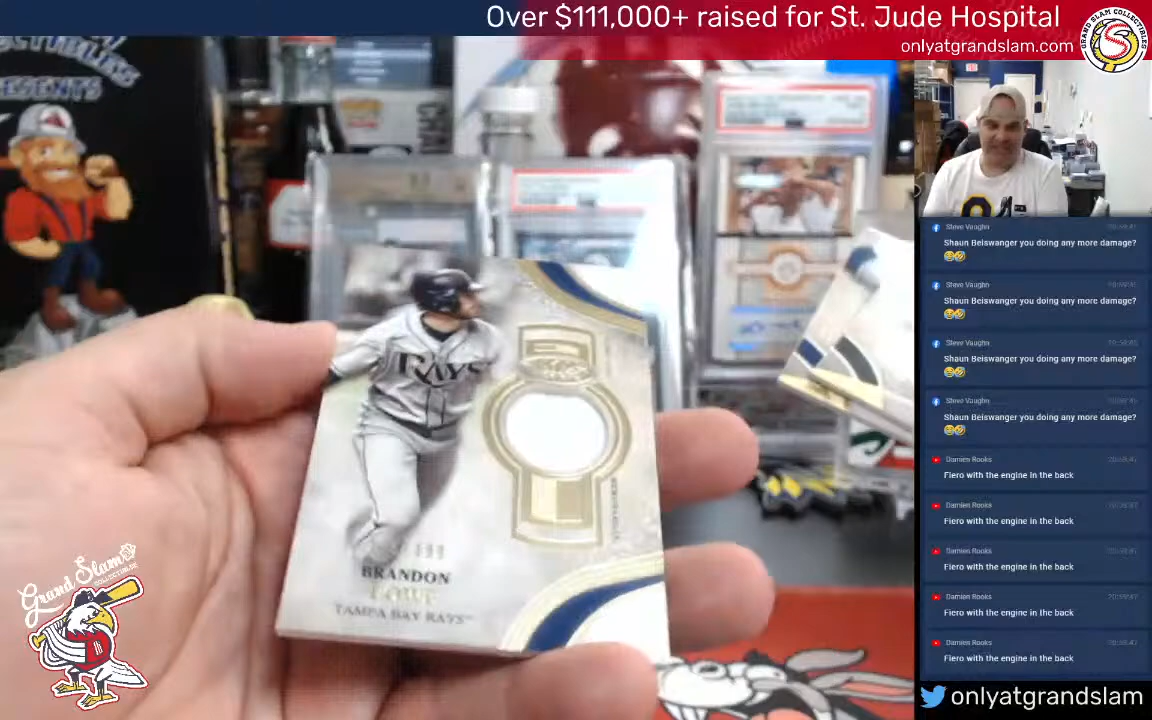 Over $111,000+ raised for St. Jude Hospital
onlyatgrandslam.com
GRAND SLAM COLLECTIBLES
PRESENTS
Steve Vaughn
Shaun Beiswanger you doing any more damage?
😂🤣
Steve Vaughn
Shaun Beiswanger you doing any more damage?
😂🤣
Steve Vaughn
Shaun Beiswanger you doing any more damage?
😂🤣
Steve Vaughn
Shaun Beiswanger you doing any more damage?
😂🤣
Damien Rooks
Fiero with the engine in the back
Damien Rooks
Fiero with the engine in the back
Damien Rooks
Fiero with the engine in the back
Damien Rooks
Fiero with the engine in the back
Damien Rooks
Fiero with the engine in the back
RAYS
BRANDON
LOWE
TAMPA BAY RAYS™
Grand Slam
COLLECTIBLES
onlyatgrandslam